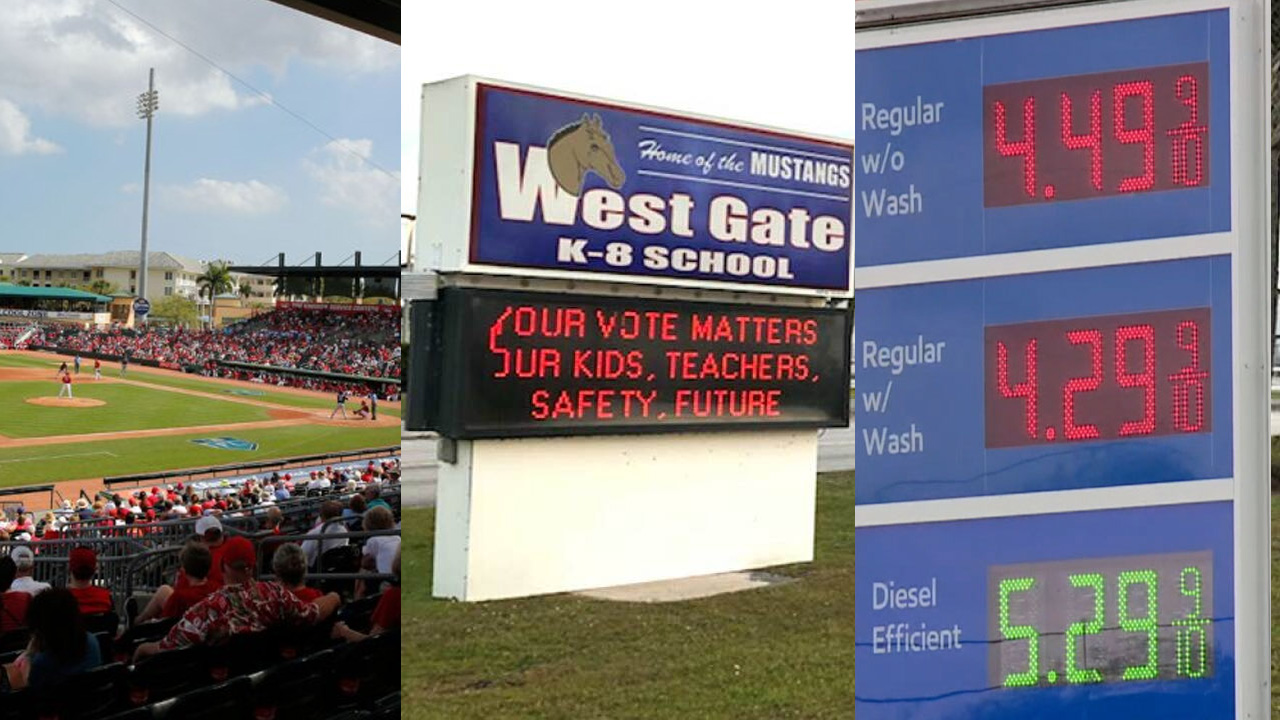 Home of the MUSTANGS
West Gate
K-8 SCHOOL
YOUR VOTE MATTERS
OUR KIDS, TEACHERS,
SAFETY, FUTURE
Regular
w/o
Wash
4.49 9/10
Regular
w/
Wash
4.29 9/10
Diesel
Efficient
5.29 9/10